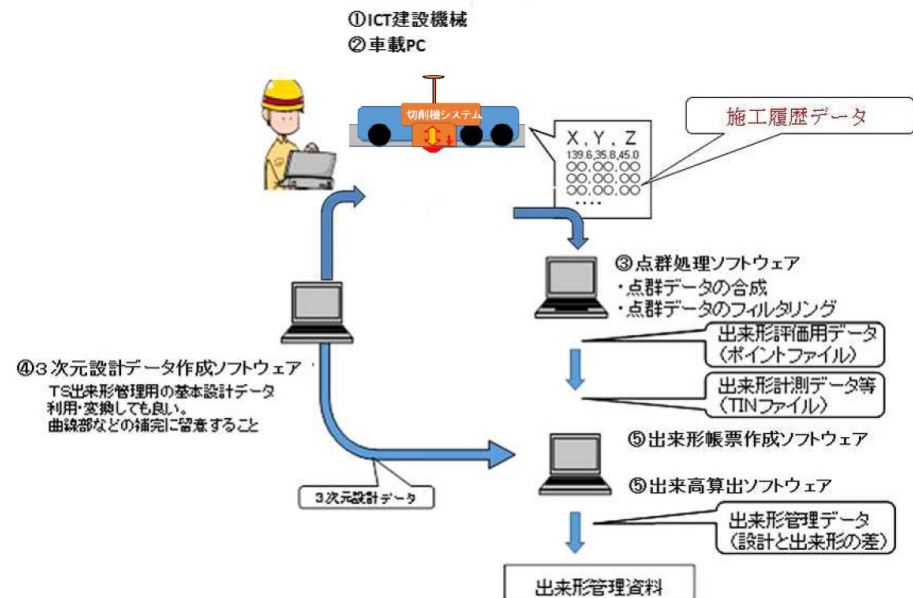 ①ICT建設機械
②車載PC
切削機システム
X,Y,Z
139.6,35.8,45.0
○○,○○,○○
○○,○○,○○
○○,○○,○○
‥‥
施工履歴データ
③点群処理ソフトウェア
・点群データの合成
・点群データのフィルタリング
出来形評価用データ
(ポイントファイル)
出来形計測データ等
(TINファイル)
④3次元設計データ作成ソフトウェア
TS出来形管理用の基本設計データ
利用・変換しても良い。
曲線部などの補完に留意すること
3次元設計データ
⑤出来形帳票作成ソフトウェア
⑤出来高算出ソフトウェア
出来形管理データ
(設計と出来形の差)
出来形管理資料